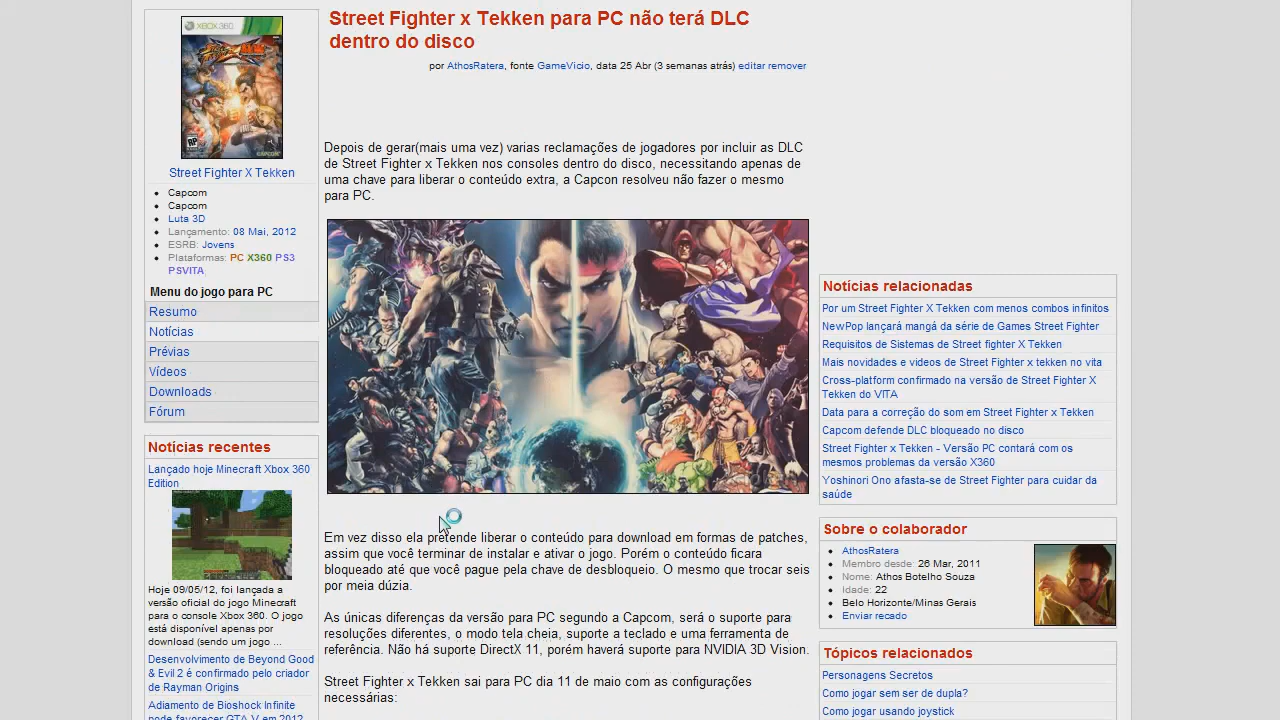 XBOX 360
Street Fighter X Tekken
Capcom
Capcom
Luta 3D
Lançamento: 08 Mai, 2012
ESRB: Jovens
Plataformas: PC X360 PS3
PSVITA
Menu do jogo para PC
Resumo
Notícias
Prévias
Vídeos
Downloads
Fórum
Notícias recentes
Lançado hoje Minecraft Xbox 360
Edition
Hoje 09/05/12, foi lançada a
versão oficial do jogo Minecraft
para o console Xbox 360. O jogo
está disponível apenas por
download (sendo um jogo ...
Desenvolvimento de Beyond Good
& Evil 2 é confirmado pelo criador
de Rayman Origins
Adiamento de Bioshock Infinite
pode favorecer GTA V em 2012
Street Fighter x Tekken para PC não terá DLC
dentro do disco
por AthosRatera, fonte GameVicio, data 25 Abr (3 semanas atrás) editar remover
Depois de gerar(mais uma vez) varias reclamações de jogadores por incluir as DLC
de Street Fighter x Tekken nos consoles dentro do disco, necessitando apenas de
uma chave para liberar o conteúdo extra, a Capcon resolveu não fazer o mesmo
para PC.
Em vez disso ela pretende liberar o conteúdo para download em formas de patches,
assim que você terminar de instalar e ativar o jogo. Porém o conteúdo ficara
bloqueado até que você pague pela chave de desbloqueio. O mesmo que trocar seis
por meia dúzia.
As únicas diferenças da versão para PC segundo a Capcom, será o suporte para
resoluções diferentes, o modo tela cheia, suporte a teclado e uma ferramenta de
referência. Não há suporte DirectX 11, porém haverá suporte para NVIDIA 3D Vision.
Street Fighter x Tekken sai para PC dia 11 de maio com as configurações
necessárias:
Notícias relacionadas
Por um Street Fighter X Tekken com menos combos infinitos
NewPop lançará mangá da série de Games Street Fighter
Requisitos de Sistemas de Street fighter X Tekken
Mais novidades e videos de Street Fighter x tekken no vita
Cross-platform confirmado na versão de Street Fighter X
Tekken do VITA
Data para a correção do som em Street Fighter x Tekken
Capcom defende DLC bloqueado no disco
Street Fighter x Tekken - Versão PC contará com os
mesmos problemas da versão X360
Yoshinori Ono afasta-se de Street Fighter para cuidar da
saúde
Sobre o colaborador
AthosRatera
Membro desde: 26 Mar, 2011
Nome: Athos Botelho Souza
Idade: 22
Belo Horizonte/Minas Gerais
Enviar recado
Tópicos relacionados
Personagens Secretos
Como jogar sem ser de dupla?
Como jogar usando joystick